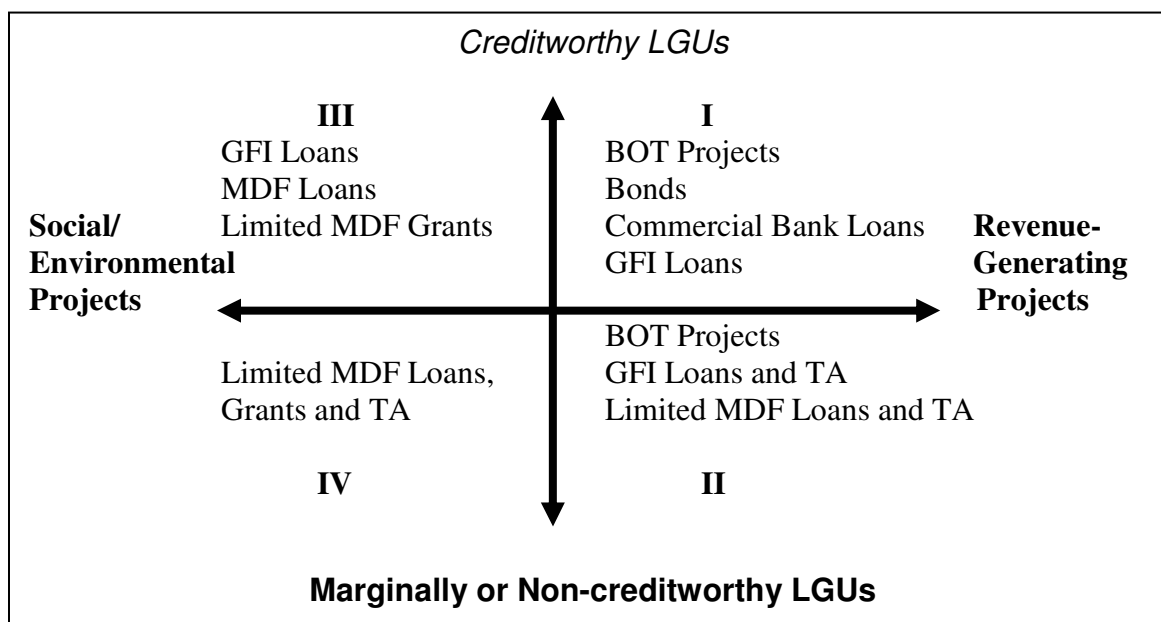 Creditworthy LGUs
III
GFI Loans
MDF Loans
Limited MDF Grants
I
BOT Projects
Bonds
Commercial Bank Loans
GFI Loans
Social/
Environmental
Projects
Revenue-
Generating
Projects
Limited MDF Loans,
Grants and TA
IV
BOT Projects
GFI Loans and TA
Limited MDF Loans and TA
II
Marginally or Non-creditworthy LGUs